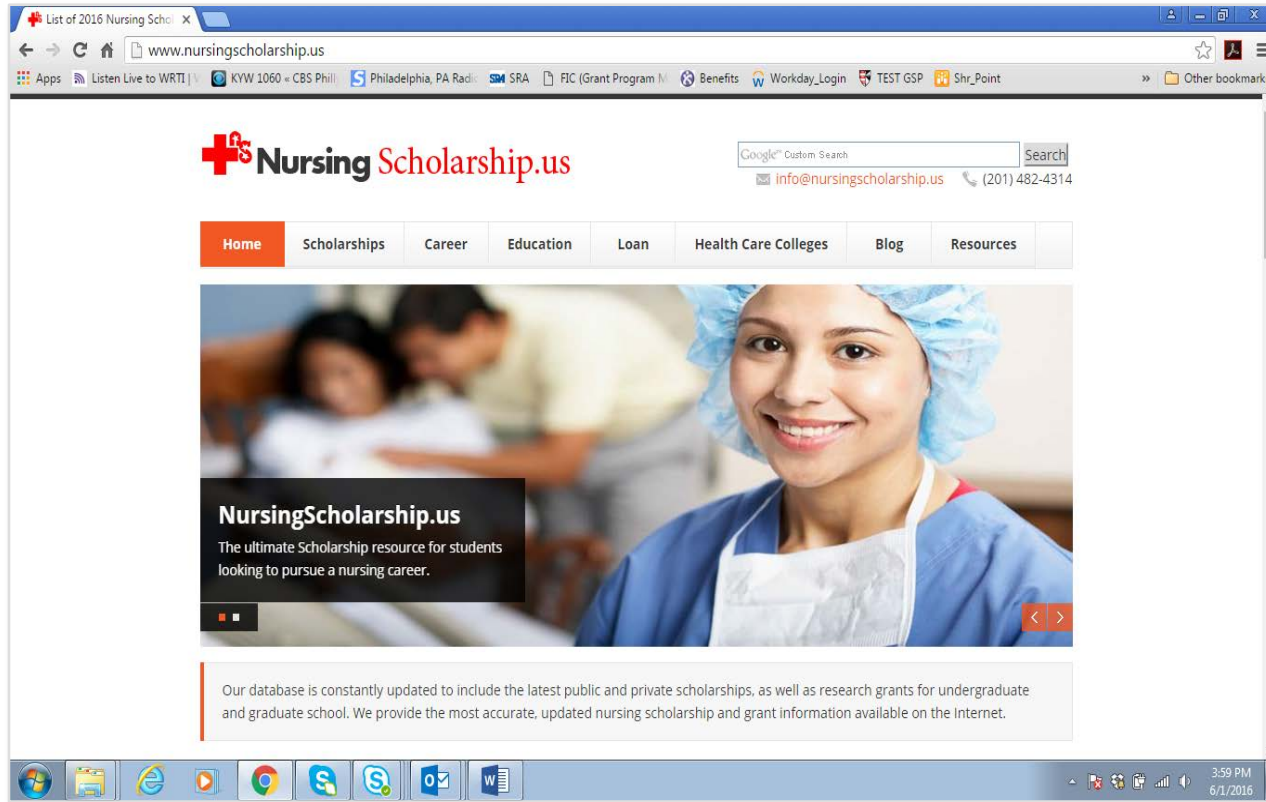 List of 2016 Nursing Schol
www.nursingscholarship.us
Apps Listen Live to WRTI | V KYW 1060 « CBS Phill Philadelphia, PA Radio SRA FIC (Grant Program M Benefits Workday_Login TEST GSP Shr_Point » Other bookmark
Nursing Scholarship.us
Google™ Custom Search Search
info@nursingscholarship.us (201) 482-4314
Home Scholarships Career Education Loan Health Care Colleges Blog Resources
NursingScholarship.us
The ultimate Scholarship resource for students
looking to pursue a nursing career.
Our database is constantly updated to include the latest public and private scholarships, as well as research grants for undergraduate
and graduate school. We provide the most accurate, updated nursing scholarship and grant information available on the Internet.
3:59 PM
6/1/2016